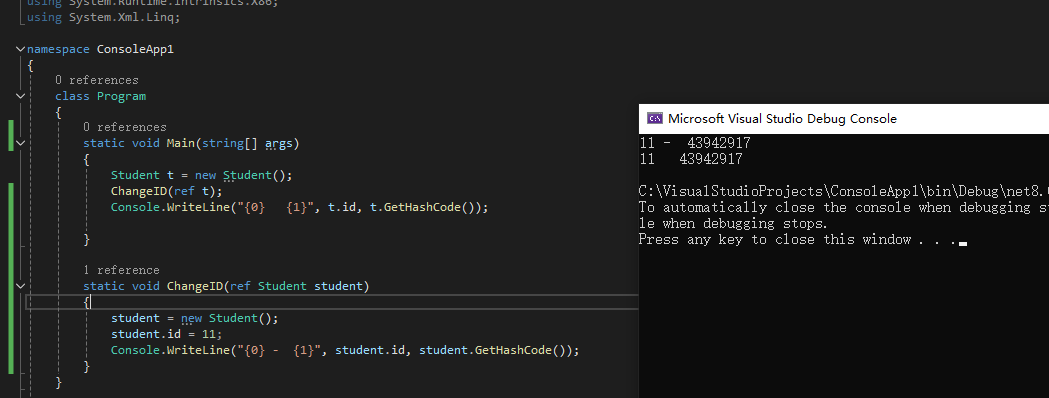 using System.Runtime.Intrinsics.X86;
using System.Xml.Linq;
namespace ConsoleApp1
{
0 references
class Program
{
0 references
static void Main(string[] args)
{
Student t = new Student();
ChangeID(ref t);
Console.WriteLine("{0}   {1}", t.id, t.GetHashCode());
}
1 reference
static void ChangeID(ref Student student)
{
student = new Student();
student.id = 11;
Console.WriteLine("{0} -  {1}", student.id, student.GetHashCode());
}
}
Microsoft Visual Studio Debug Console
11 -  43942917
11   43942917
C:\VisualStudioProjects\ConsoleApp1\bin\Debug\net8.
To automatically close the console when debugging st
le when debugging stops.
Press any key to close this window . . .